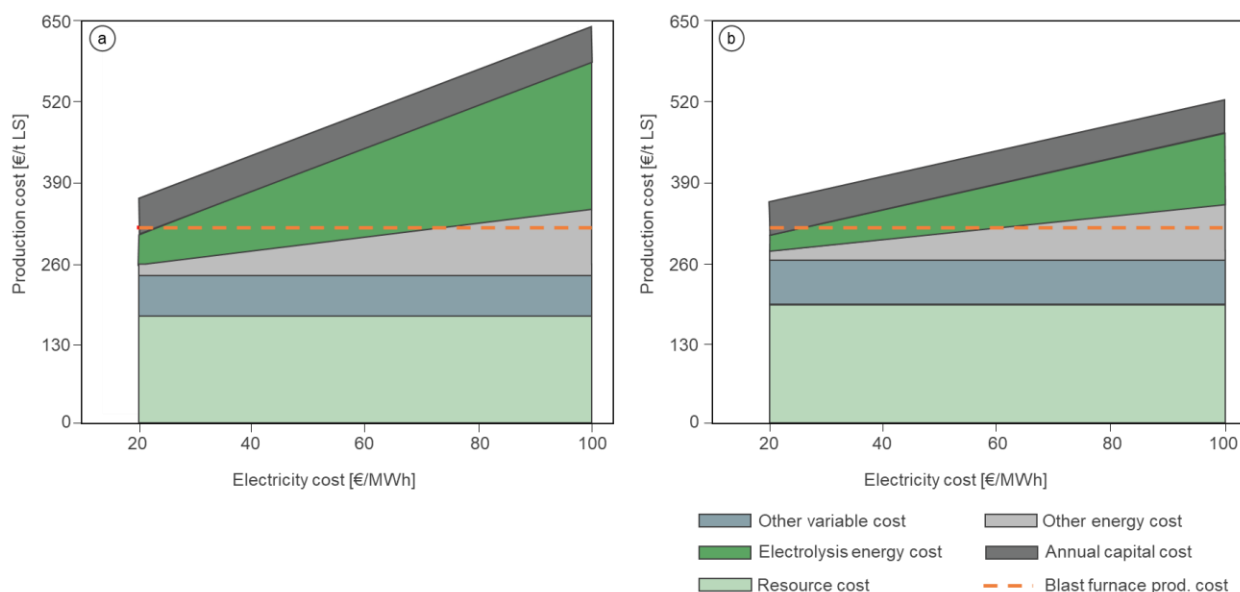 a
650
520
390
260
130
0
Production cost [€/t LS]
20 40 60 80 100
Electricity cost [€/MWh]
b
650
520
390
260
130
0
Production cost [€/t LS]
20 40 60 80 100
Electricity cost [€/MWh]
Other variable cost
Other energy cost
Electrolysis energy cost
Annual capital cost
Resource cost
Blast furnace prod. cost